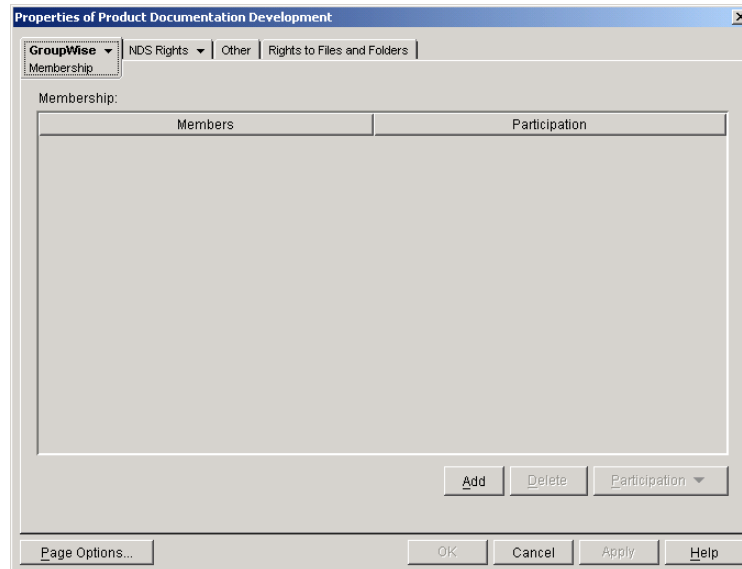 Properties of Product Documentation Development
GroupWise NDS Rights Other Rights to Files and Folders
Membership
Membership:
Members Participation
Add Delete Participation
Page Options... OK Cancel Apply Help